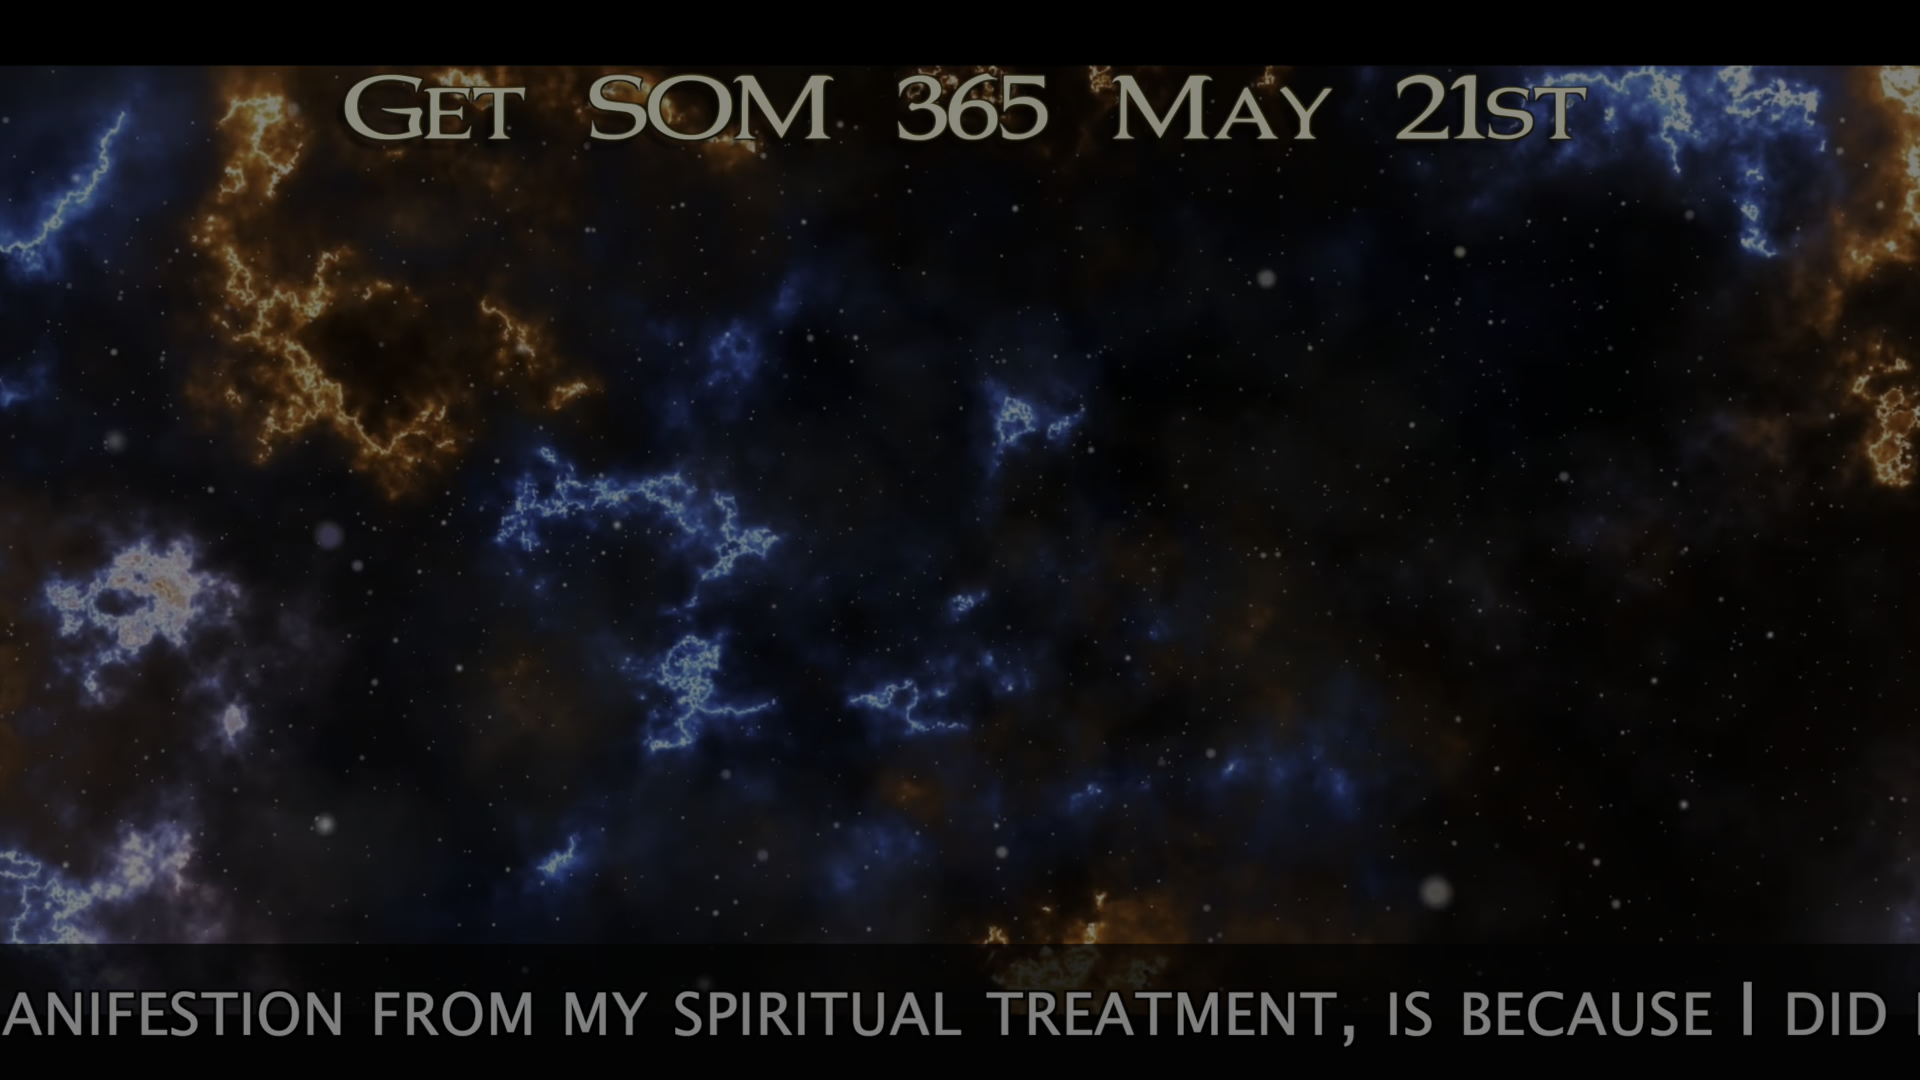 Get SOM 365 May 21st
ANIFESTION FROM MY SPIRITUAL TREATMENT, IS BECAUSE I DID